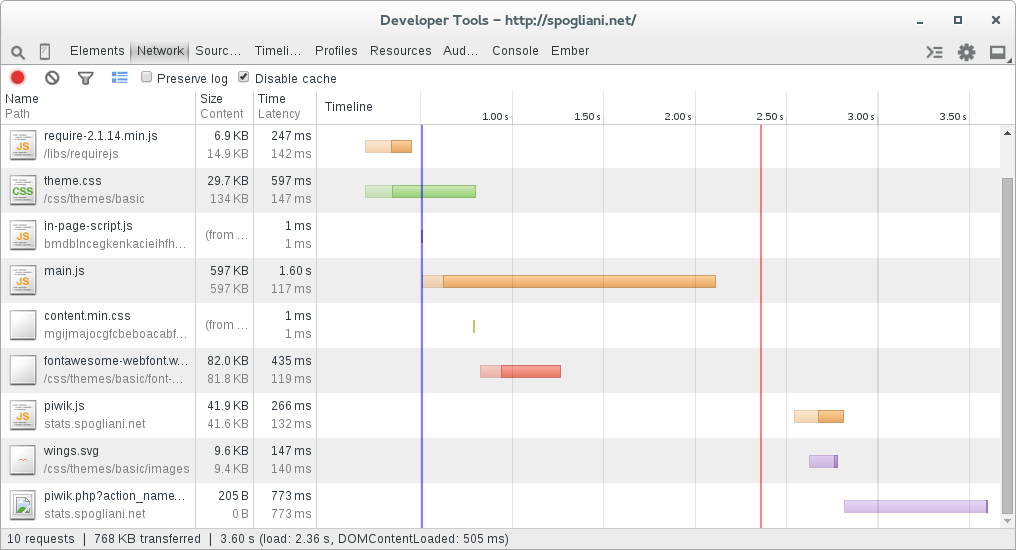 Developer Tools – http://spogliani.net/
Elements Network Sourc... Timeli... Profiles Resources Aud... Console Ember
Preserve log Disable cache
Name Size Time Timeline
Path Content Latency 1.00 s 1.50 s 2.00 s 2.50 s 3.00 s 3.50 s
require-2.1.14.min.js 6.9 KB 247 ms
/libs/requirejs 14.9 KB 142 ms
theme.css 29.7 KB 597 ms
/css/themes/basic 134 KB 147 ms
in-page-script.js (from ... 1 ms
bmdblncegkenkacieihfh... 1 ms
main.js 597 KB 1.60 s
597 KB 117 ms
content.min.css (from ... 1 ms
mgijmajocgfcbeboacabf... 1 ms
fontawesome-webfont.w... 82.0 KB 435 ms
/css/themes/basic/font-... 81.8 KB 119 ms
piwik.js 41.9 KB 266 ms
stats.spogliani.net 41.6 KB 132 ms
wings.svg 9.6 KB 147 ms
/css/themes/basic/images 9.4 KB 140 ms
piwik.php?action_name... 205 B 773 ms
stats.spogliani.net 0 B 773 ms
10 requests | 768 KB transferred | 3.60 s (load: 2.36 s, DOMContentLoaded: 505 ms)
JS
CSS
JS
JS
JS